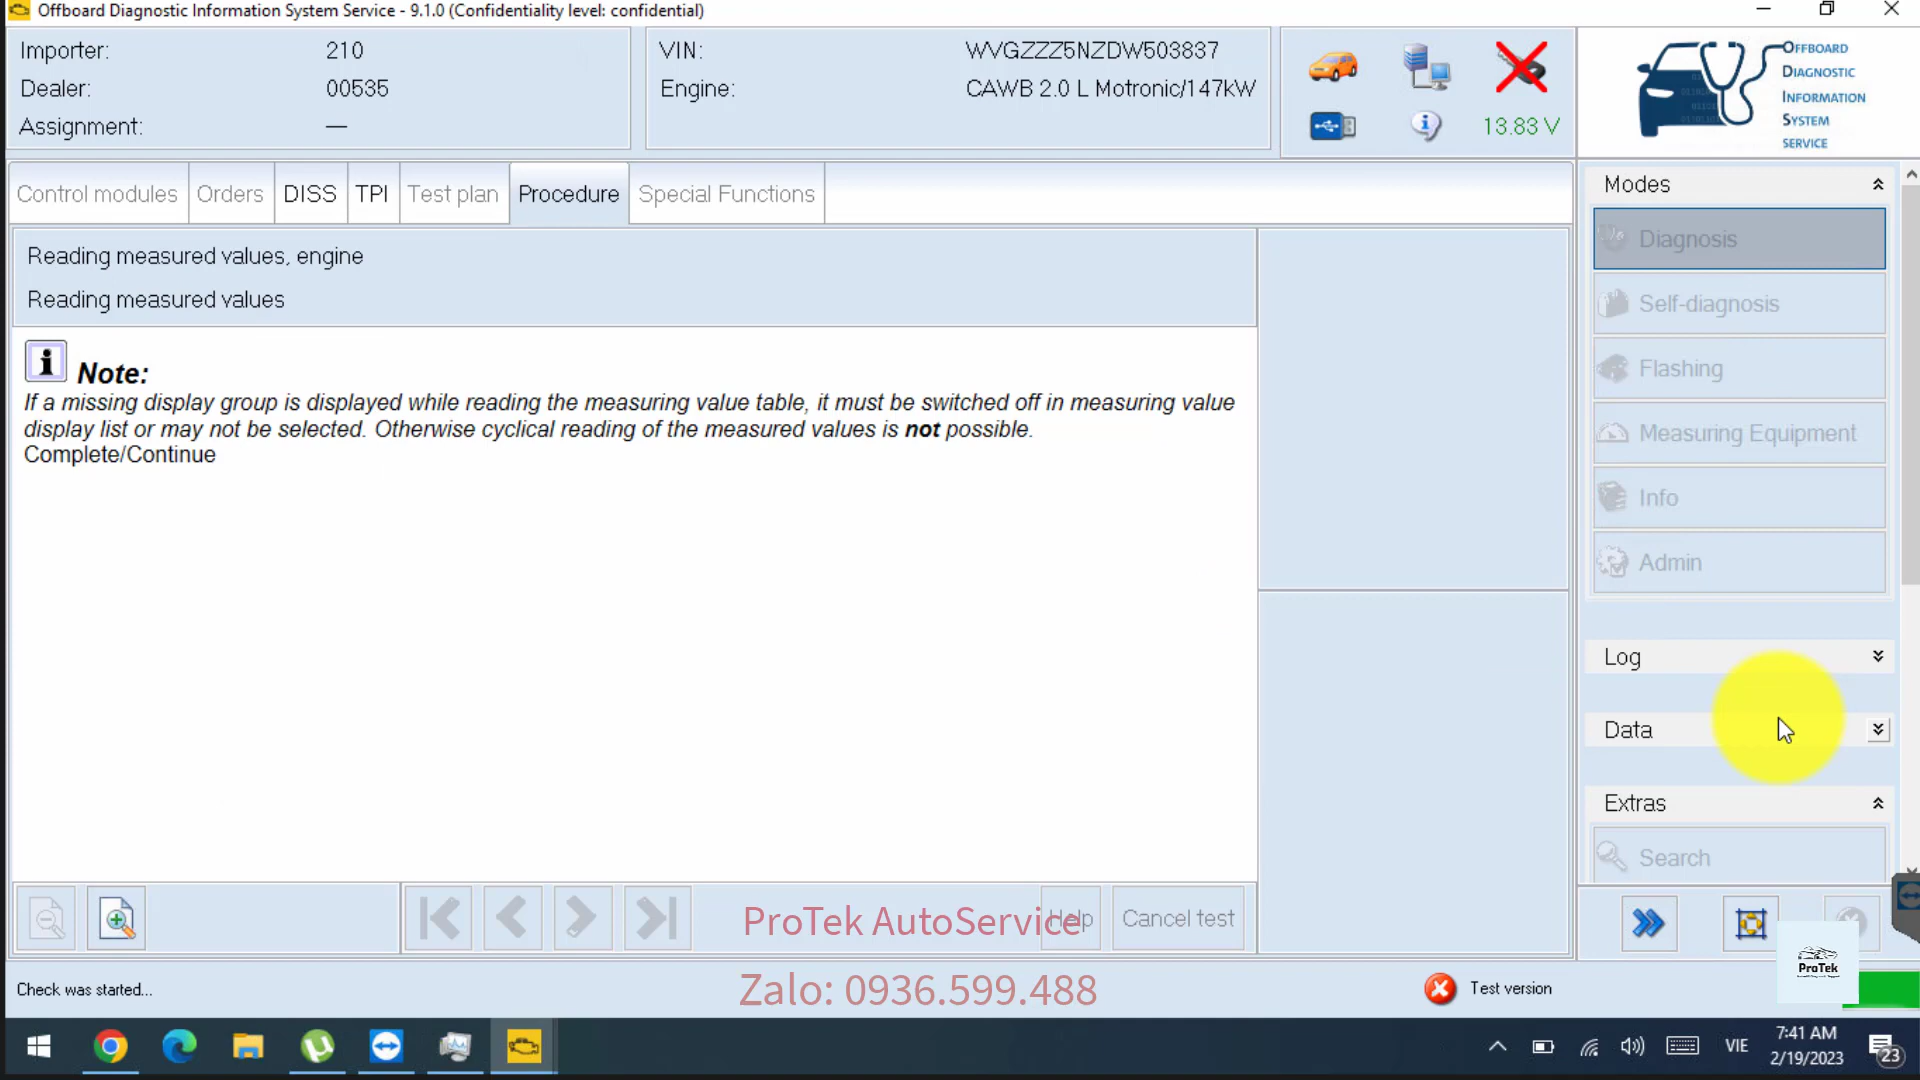 Offboard Diagnostic Information System Service - 9.1.0 (Confidentiality level: confidential)
Importer: 210
Dealer: 00535
Assignment: —
VIN: WVGZZZ5NZDW503837
Engine: CAWB 2.0 L Motronic/147kW
13.83 V
OFFBOARD
DIAGNOSTIC
INFORMATION
SYSTEM
SERVICE
Control modules
Orders
DISS
TPI
Test plan
Procedure
Special Functions
Reading measured values, engine
Reading measured values
Note:
If a missing display group is displayed while reading the measuring value table, it must be switched off in measuring value
display list or may not be selected. Otherwise cyclical reading of the measured values is not possible.
Complete/Continue
Modes
Diagnosis
Self-diagnosis
Flashing
Measuring Equipment
Info
Admin
Log
Data
Extras
Search
ProTek AutoService
Help
Cancel test
Zalo: 0936.599.488
Check was started...
Test version
ProTek
VIE
7:41 AM
2/19/2023
23